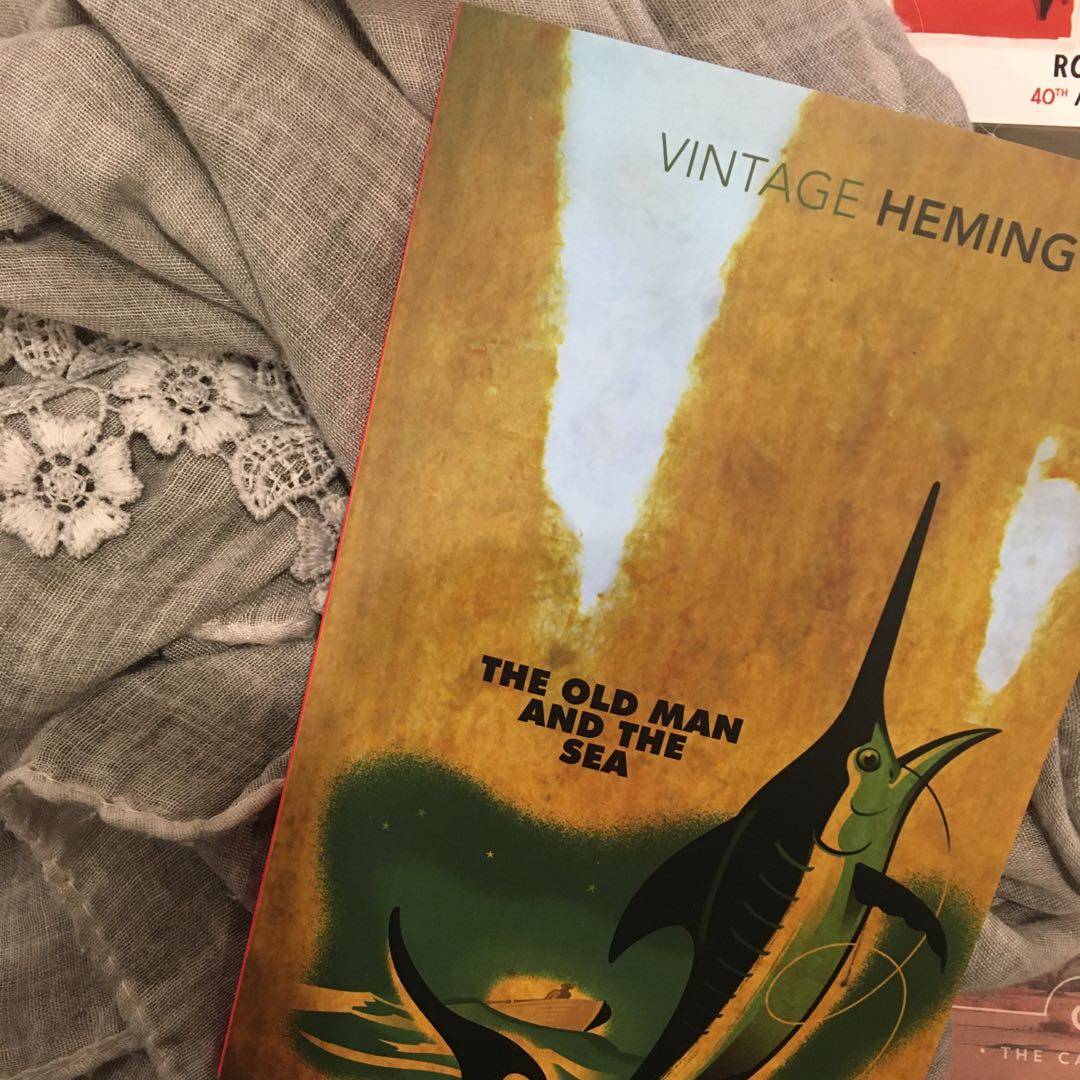 VINTAGE HEMING
THE OLD MAN
AND THE
SEA
RO
40TH
• THE CA